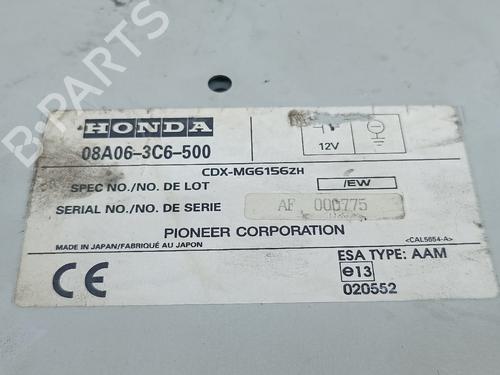 B-PARTS
HONDA
08A06-3C6-500
12V
CDX-MG6156ZH
SPEC NO./NO. DE LOT /EW
SERIAL NO./NO. DE SERIE AF 000775
PIONEER CORPORATION
MADE IN JAPAN/FABRIQUÉ AU JAPON
<CAL5654-A>
ESA TYPE: AAM
CE
e13
020552